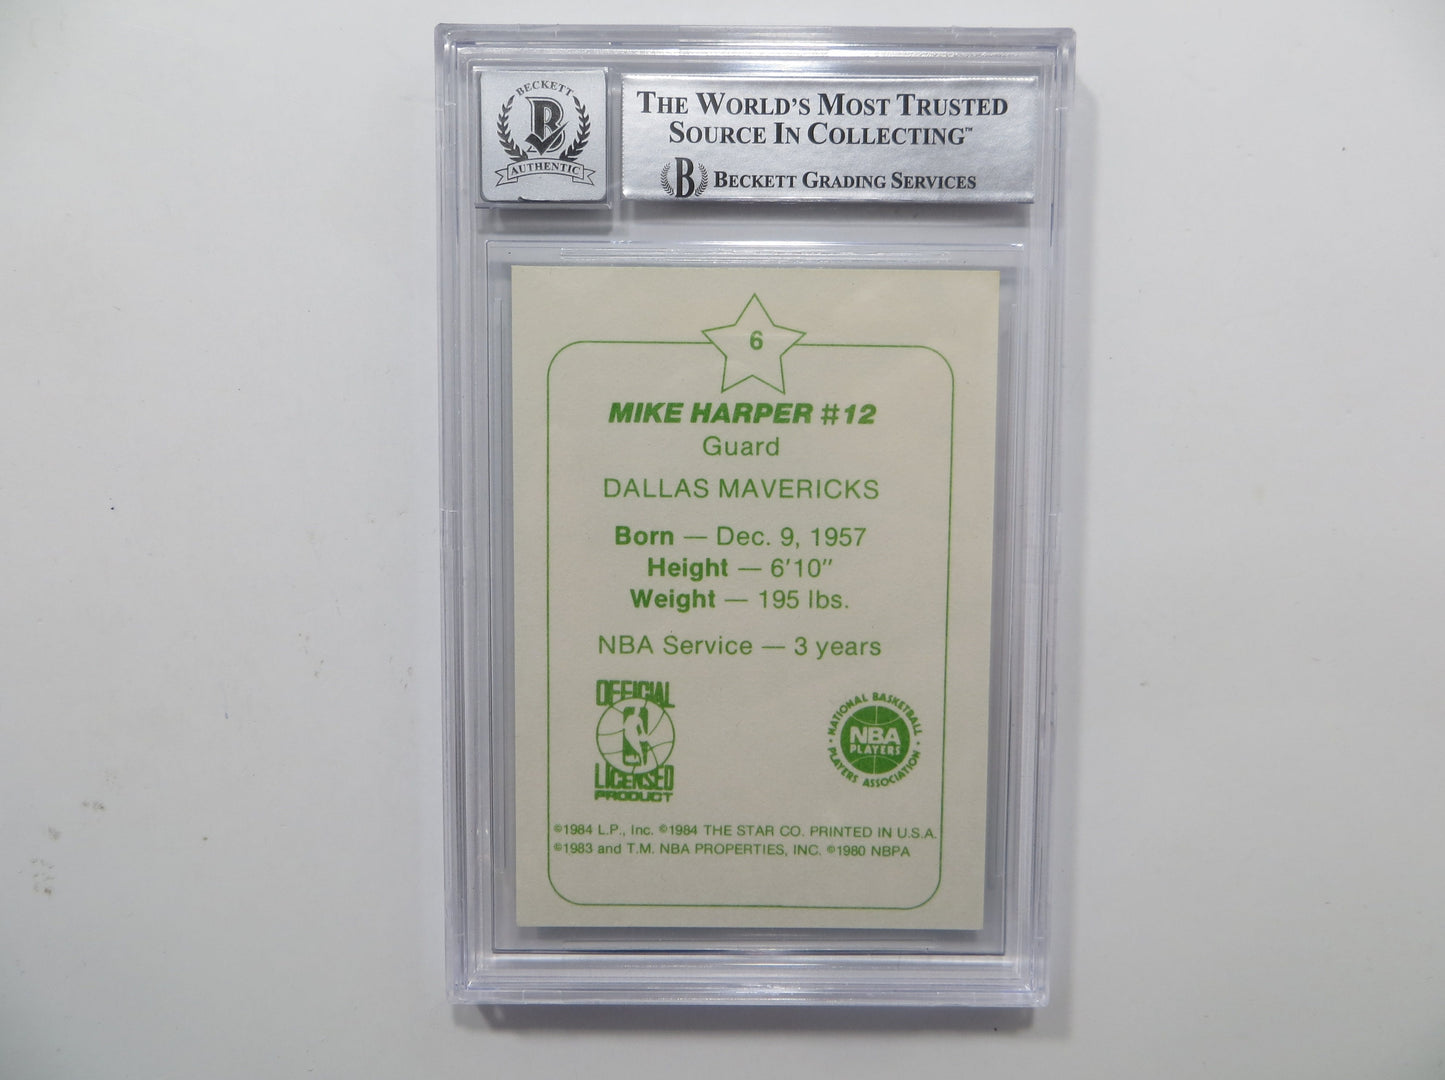 BECKETT
B
AUTHENTIC
THE WORLD'S MOST TRUSTED
SOURCE IN COLLECTING™
B BECKETT GRADING SERVICES
6
MIKE HARPER #12
Guard
DALLAS MAVERICKS
Born — Dec. 9, 1957
Height — 6'10"
Weight — 195 lbs.
NBA Service — 3 years
OFFICIAL
LICENSED
PRODUCT
NATIONAL BASKETBALL
NBA
PLAYERS
PLAYERS ASSOCIATION
©1984 L.P., Inc. ©1984 THE STAR CO. PRINTED IN U.S.A.
©1983 and T.M. NBA PROPERTIES, INC. ©1980 NBPA